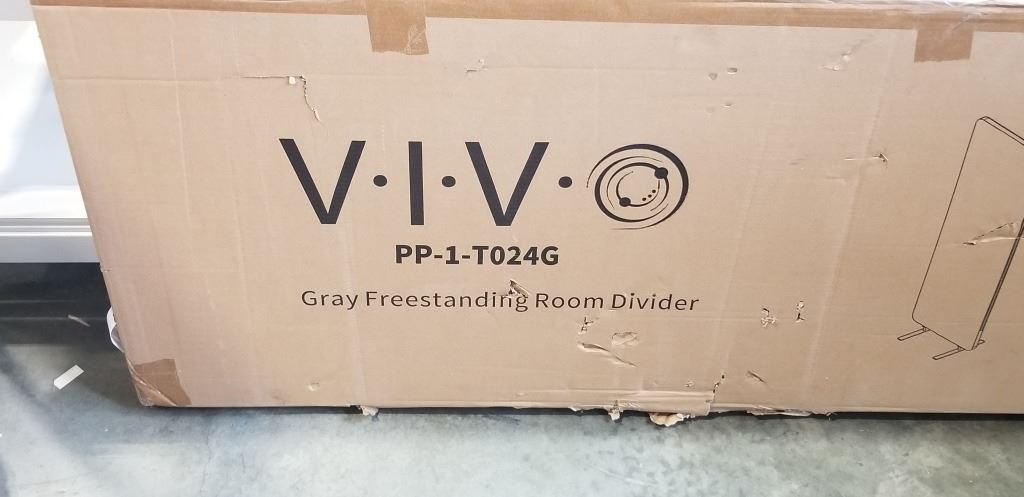 V·I·V·O
PP-1-T024G
Gray Freestanding Room Divider